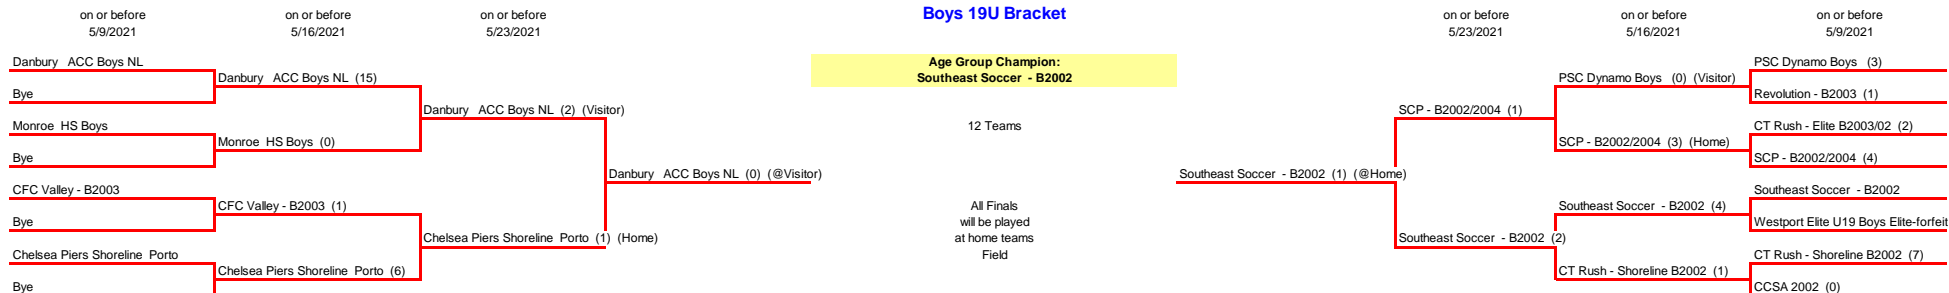 Boys 19U Bracket
on or before
5/9/2021
on or before
5/16/2021
on or before
5/23/2021
on or before
5/23/2021
on or before
5/16/2021
on or before
5/9/2021
Danbury ACC Boys NL
Bye
Monroe HS Boys
Bye
CFC Valley - B2003
Bye
Chelsea Piers Shoreline Porto
Bye
Danbury ACC Boys NL (15)
Monroe HS Boys (0)
CFC Valley - B2003 (1)
Chelsea Piers Shoreline Porto (6)
Danbury ACC Boys NL (2) (Visitor)
Chelsea Piers Shoreline Porto (1) (Home)
Danbury ACC Boys NL (0) (@Visitor)
Age Group Champion:
Southeast Soccer - B2002
12 Teams
All Finals
will be played
at home teams
Field
Southeast Soccer - B2002 (1) (@Home)
SCP - B2002/2004 (1)
Southeast Soccer - B2002 (2)
PSC Dynamo Boys (0) (Visitor)
SCP - B2002/2004 (3) (Home)
Southeast Soccer - B2002 (4)
CT Rush - Shoreline B2002 (1)
PSC Dynamo Boys (3)
Revolution - B2003 (1)
CT Rush - Elite B2003/02 (2)
SCP - B2002/2004 (4)
Southeast Soccer - B2002
Westport Elite U19 Boys Elite-forfeit
CT Rush - Shoreline B2002 (7)
CCSA 2002 (0)